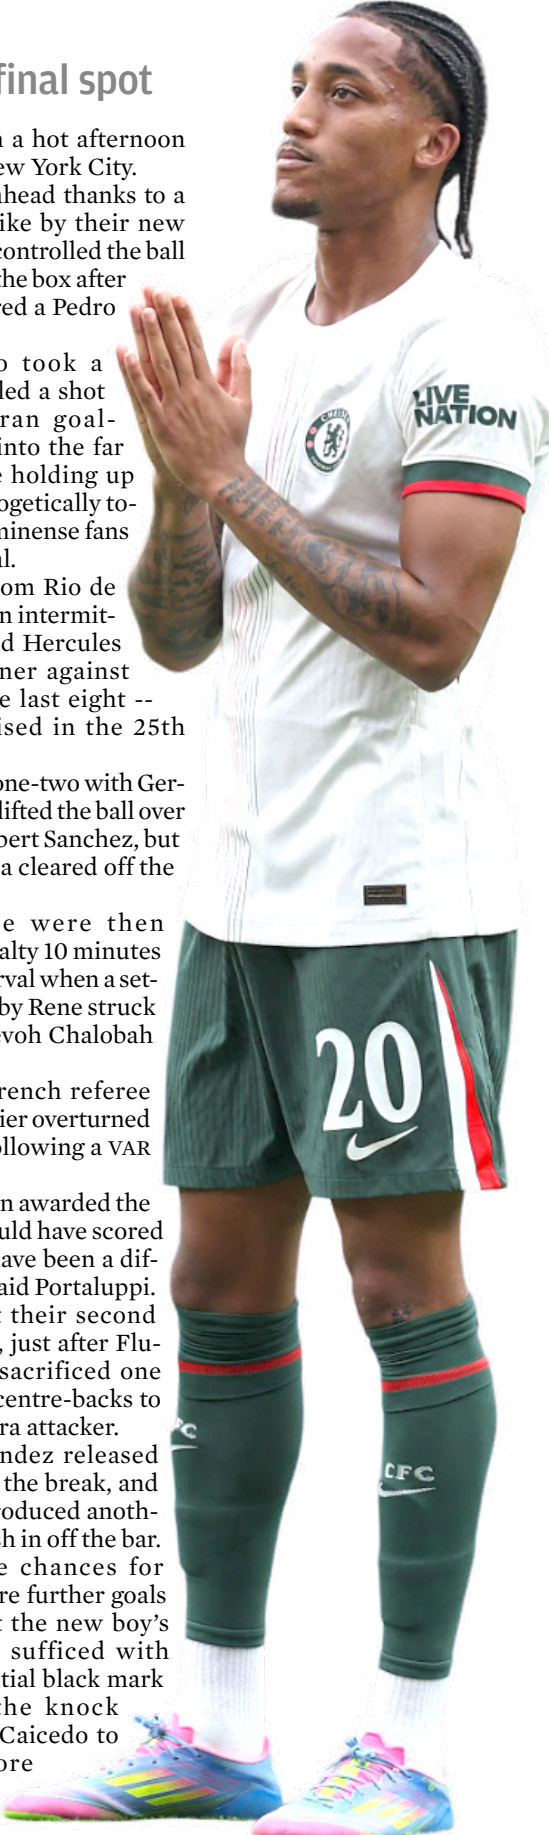 final spot
a hot afternoon
ew York City.
ahead thanks to a
ike by their new
controlled the ball
the box after
red a Pedro
o took a
led a shot
ran goal-
into the far
e holding up
ogetically to-
minense fans
al.
om Rio de
n intermit-
d Hercules
ner against
e last eight --
ised in the 25th
one-two with Ger-
lifted the ball over
bert Sanchez, but
a cleared off the
e were then
alty 10 minutes
rval when a set-
by Rene struck
evoh Chalobah
rench referee
ier overturned
ollowing a VAR
n awarded the
uld have scored
ave been a dif-
aid Portaluppi.
t their second
, just after Flu-
sacrificed one
centre-backs to
ra attacker.
ndez released
the break, and
roduced anoth-
sh in off the bar.
e chances for
re further goals
t the new boy's
sufficed with
tial black mark
the knock
Caicedo to
ore
LIVE
NATION
20
FC
CFC